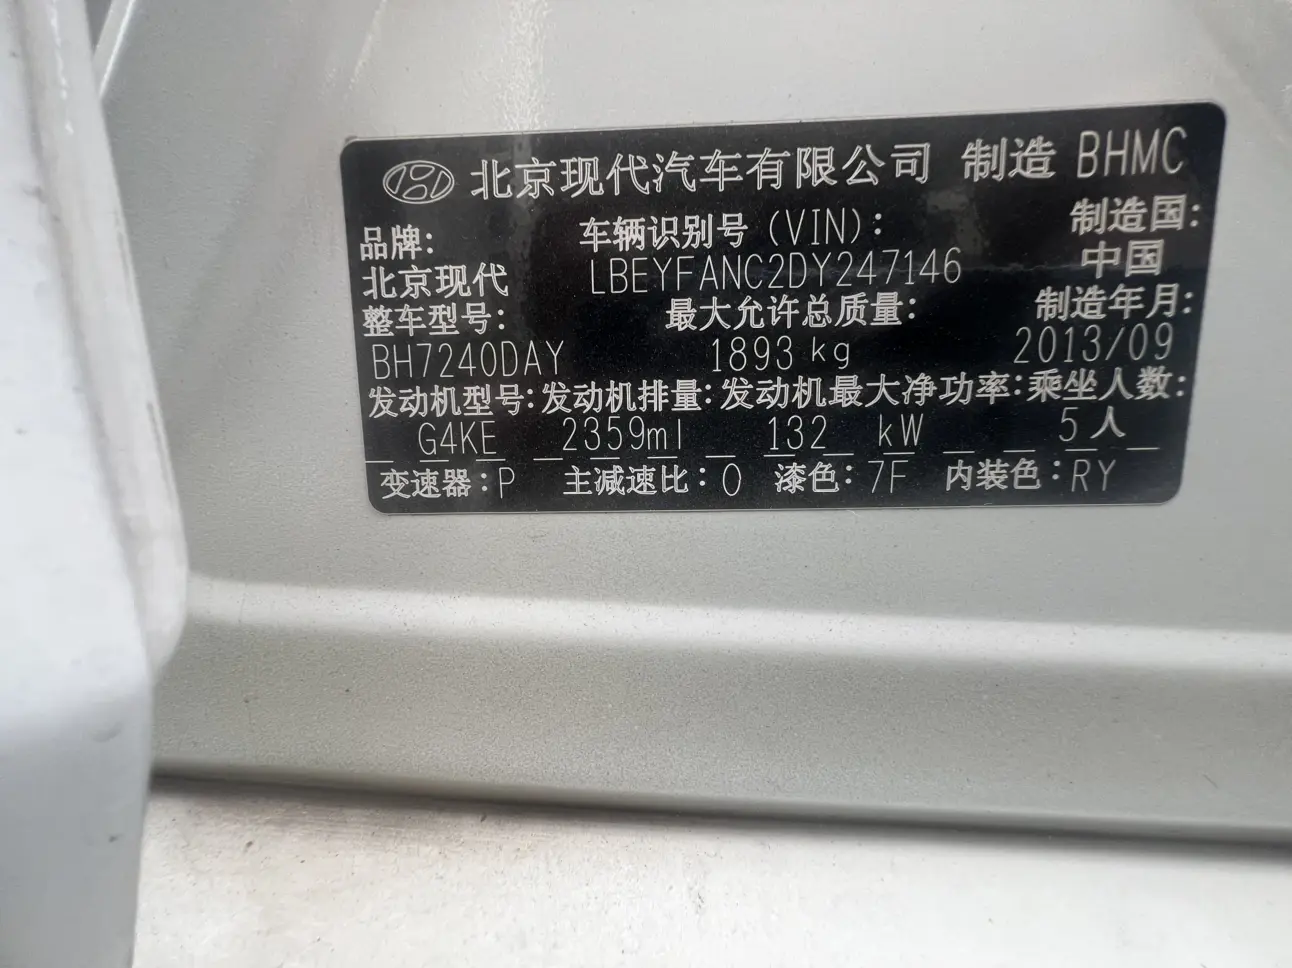 北京现代汽车有限公司 制造 BHMC
品牌: 车辆识别号 (VIN): 制造国:
北京现代 LBEYFANC2DY247146 中国
整车型号: 最大允许总质量: 制造年月:
BH7240DAY 1893 kg 2013/09
发动机型号: 发动机排量: 发动机最大净功率: 乘坐人数:
G4KE 2359ml 132 kW 5人
变速器: P 主减速比: O 漆色: 7F 内装色: RY